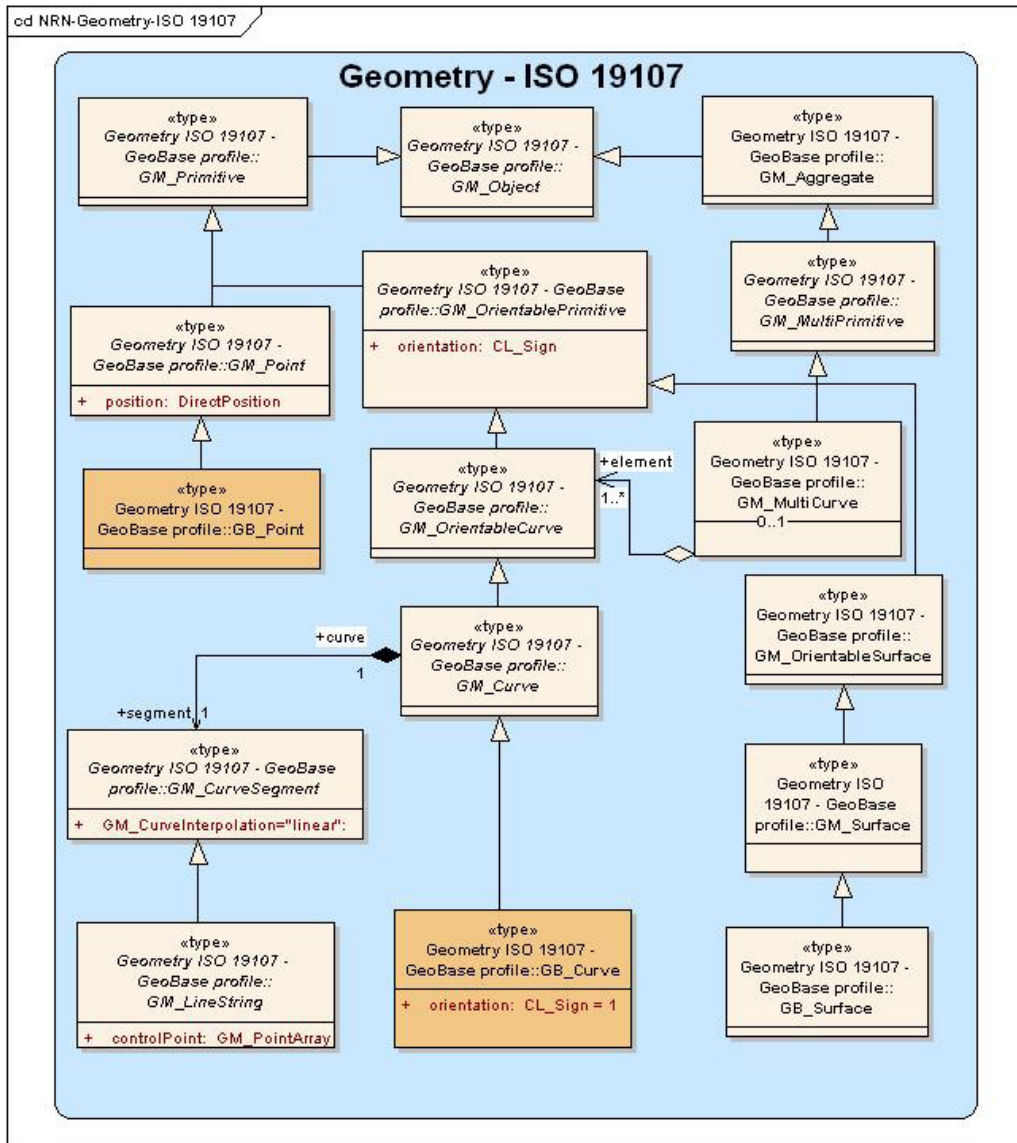 cd NRN-Geometry-ISO 19107
Geometry - ISO 19107
«type»
Geometry ISO 19107 -
GeoBase profile::
GM_Primitive
«type»
Geometry ISO 19107 -
GeoBase profile::
GM_Object
«type»
Geometry ISO 19107 -
GeoBase profile::
GM_Aggregate
«type»
Geometry ISO 19107 - GeoBase
profile::GM_OrientablePrimitive
+ orientation: CL_Sign
«type»
Geometry ISO 19107 -
GeoBase profile::
GM_MultiPrimitive
«type»
Geometry ISO 19107 -
GeoBase profile::GM_Point
+ position: DirectPosition
«type»
Geometry ISO 19107 -
GeoBase profile::GB_Point
«type»
Geometry ISO 19107 -
GeoBase profile::
GM_OrientableCurve
+element
1..*
«type»
Geometry ISO 19107 -
GeoBase profile::
GM_MultiCurve
0..1
«type»
Geometry ISO 19107 -
GeoBase profile::
GM_OrientableSurface
+curve
1
«type»
Geometry ISO 19107 -
GeoBase profile::
GM_Curve
+segment 1
«type»
Geometry ISO 19107 - GeoBase
profile::GM_CurveSegment
+ GM_CurveInterpolation="linear":
«type»
Geometry ISO
19107 - GeoBase
profile::GM_Surface
«type»
Geometry ISO 19107 -
GeoBase profile::
GM_LineString
+ controlPoint: GM_PointArray
«type»
Geometry ISO 19107 -
GeoBase profile::GB_Curve
+ orientation: CL_Sign = 1
«type»
Geometry ISO 19107 -
GeoBase profile::
GB_Surface